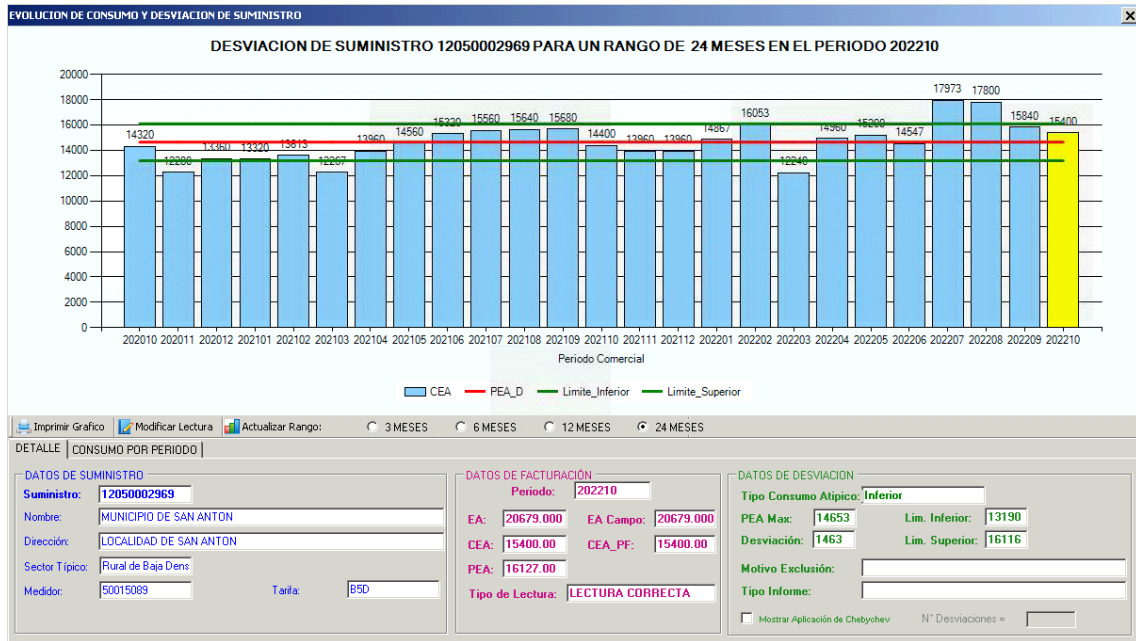 EVOLUCION DE CONSUMO Y DESVIACION DE SUMINISTRO
DESVIACION DE SUMINISTRO 12050002969 PARA UN RANGO DE 24 MESES EN EL PERIODO 202210
20000
18000
16000
14000
12000
10000
8000
6000
4000
2000
0
14320 12280 13360 13320 13613 12267 13960 14560 15320 15560 15640 15680 14400 13960 13960 14867 16053 12240 14960 15200 14547 17973 17800 15840 15400
202010 202011 202012 202101 202102 202103 202104 202105 202106 202107 202108 202109 202110 202111 202112 202201 202202 202203 202204 202205 202206 202207 202208 202209 202210
Periodo Comercial
CEA PEA_D Limite_Inferior Limite_Superior
Imprimir Grafico Modificar Lectura Actualizar Rango: 3 MESES 6 MESES 12 MESES 24 MESES
DETALLE CONSUMO POR PERIODO
DATOS DE SUMINISTRO
Suministro: 12050002969
Nombre: MUNICIPIO DE SAN ANTON
Dirección: LOCALIDAD DE SAN ANTON
Sector Típico: Rural de Baja Dens
Medidor: 50015089 Tarifa: B5D
DATOS DE FACTURACIÓN
Periodo: 202210
EA: 20679.000 EA Campo: 20679.000
CEA: 15400.00 CEA_PF: 15400.00
PEA: 16127.00
Tipo de Lectura: LECTURA CORRECTA
DATOS DE DESVIACION
Tipo Consumo Atipico: Inferior
PEA Max: 14653 Lim. Inferior: 13190
Desviación: 1463 Lim. Superior: 16116
Motivo Exclusión:
Tipo Informe:
Mostrar Aplicación de Chebychev N° Desviaciones =